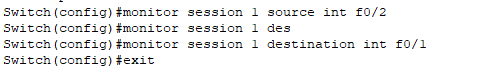 Switch(config)#monitor session 1 source int f0/2
Switch(config)#monitor session 1 des
Switch(config)#monitor session 1 destination int f0/1
Switch(config)#exit